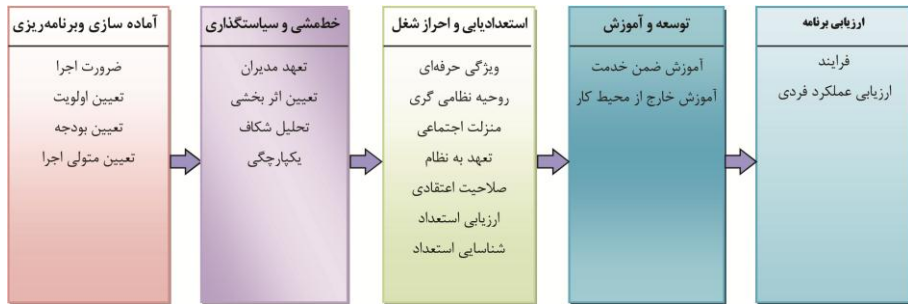 آماده سازی وبرنامه‌ریزی
ضرورت اجرا
تعیین اولویت
تعیین بودجه
تعیین متولی اجرا
خط‌مشی و سیاستگذاری
تعهد مدیران
تعیین اثر بخشی
تحلیل شکاف
یکپارچگی
استعدادیابی و احراز شغل
ویژگی حرفه‌ای
روحیه نظامی گری
منزلت اجتماعی
تعهد به نظام
صلاحیت اعتقادی
ارزیابی استعداد
شناسایی استعداد
توسعه و آموزش
آموزش ضمن خدمت
آموزش خارج از محیط کار
ارزیابی برنامه
فرایند
ارزیابی عملکرد فردی